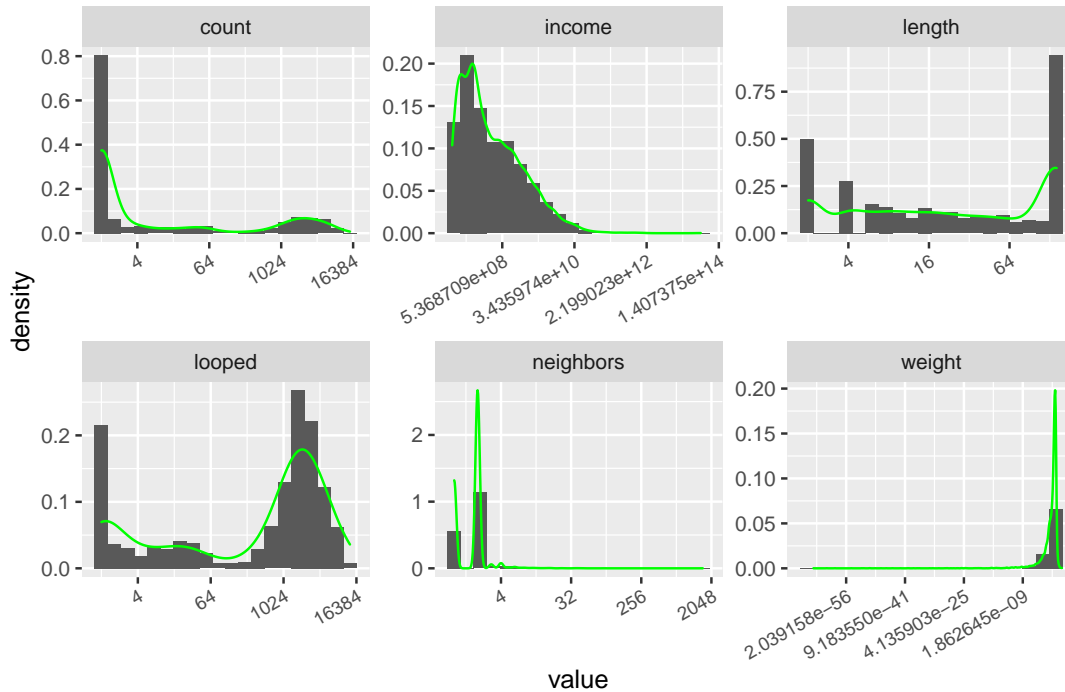 count
income
length
0.8
0.6
0.4
0.2
0.0
4
64
1024
16384
0.20
0.15
0.10
0.05
0.00
5.368709e+08
3.435974e+10
2.199023e+12
1.407375e+14
0.75
0.50
0.25
0.00
4
16
64
density
looped
neighbors
weight
0.2
0.1
0.0
4
64
1024
16384
2
1
0
4
32
256
2048
0.20
0.15
0.10
0.05
0.00
2.039158e−56
9.183550e−41
4.135903e−25
1.862645e−09
value